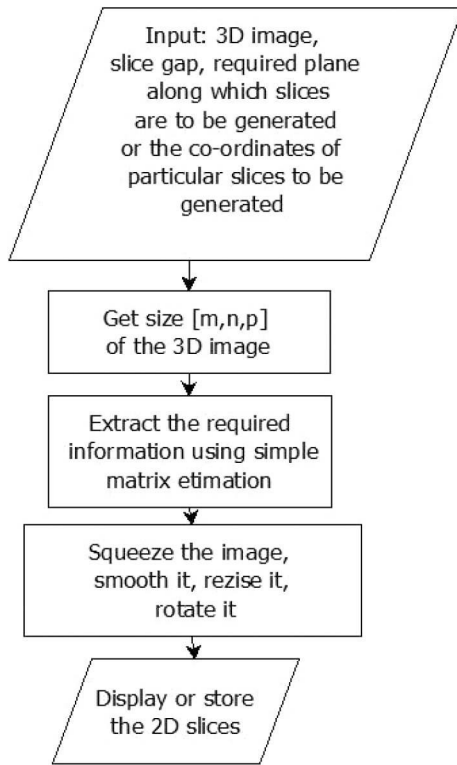 Input: 3D image,
slice gap, required plane
along which slices
are to be generated
or the co-ordinates of
particular slices to be
generated
Get size [m,n,p]
of the 3D image
Extract the required
information using simple
matrix etimation
Squeeze the image,
smooth it, rezise it,
rotate it
Display or store
the 2D slices